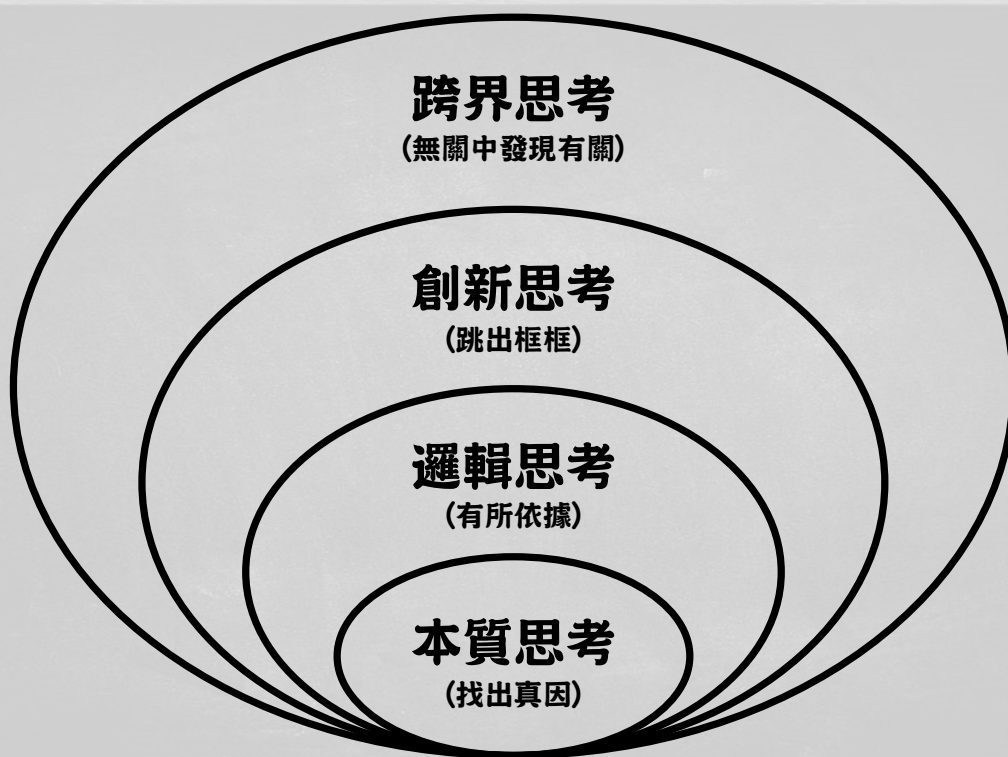 跨界思考
(無關中發現有關)
創新思考
(跳出框框)
邏輯思考
(有所依據)
本質思考
(找出真因)